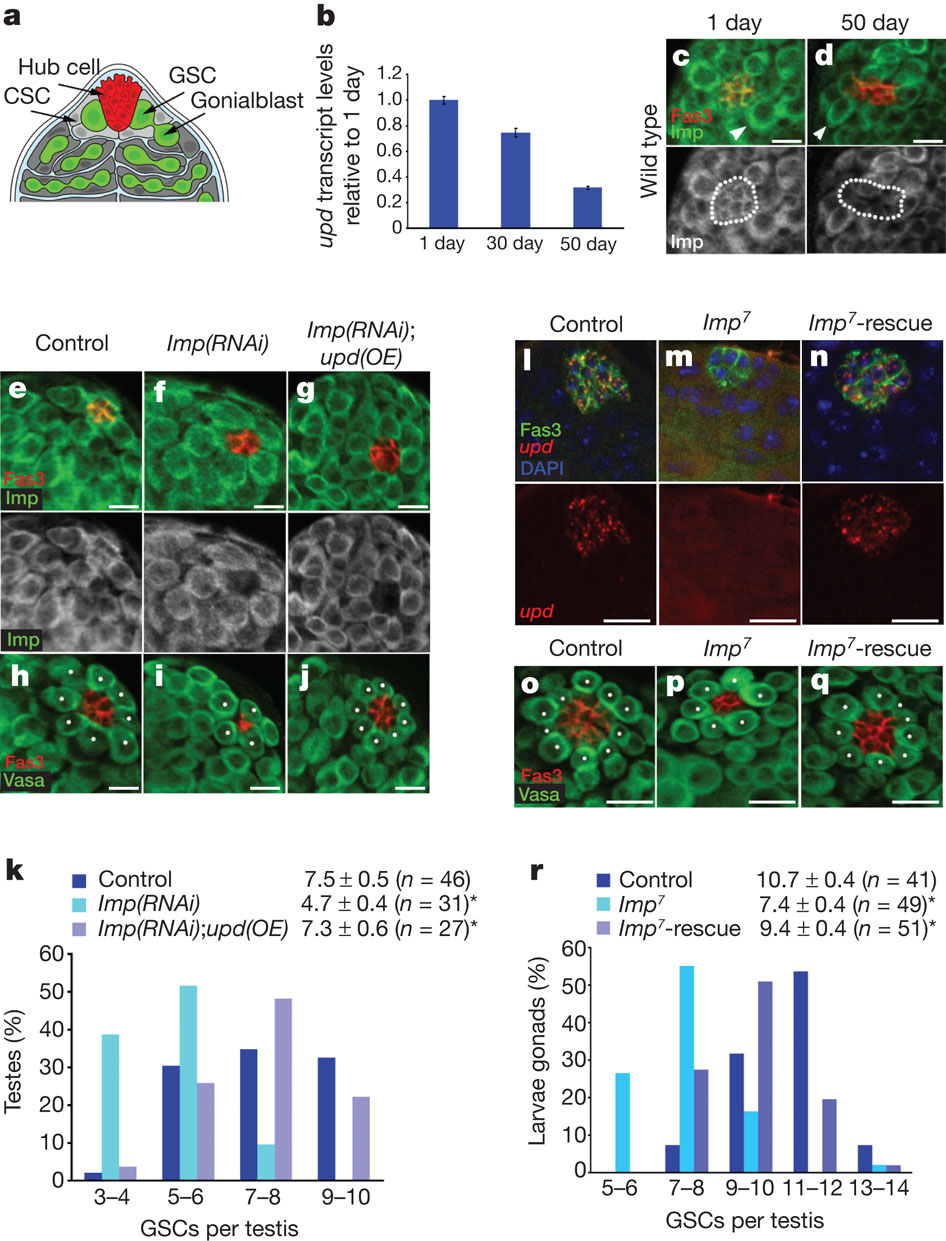 a
Hub cell
CSC
GSC
Gonialblast
b
upd transcript levels
relative to 1 day
1.2
1.0
0.8
0.6
0.4
0.2
0
1 day
30 day
50 day
1 day
50 day
Wild type
c
d
Fas3
Imp
Imp
Control
Imp(RNAi)
Imp(RNAi);
upd(OE)
e
f
g
Fas3
Imp
Imp
h
i
j
Fas3
Vasa
Control
Imp7
Imp7-rescue
l
m
n
Fas3
upd
DAPI
upd
Control
Imp7
Imp7-rescue
o
p
q
Fas3
Vasa
k
Control 7.5 ± 0.5 (n = 46)
Imp(RNAi) 4.7 ± 0.4 (n = 31)*
Imp(RNAi);upd(OE) 7.3 ± 0.6 (n = 27)*
Testes (%)
60
50
40
30
20
10
0
3–4
5–6
7–8
9–10
GSCs per testis
r
Control 10.7 ± 0.4 (n = 41)
Imp7 7.4 ± 0.4 (n = 49)*
Imp7-rescue 9.4 ± 0.4 (n = 51)*
Larvae gonads (%)
60
50
40
30
20
10
0
5–6
7–8
9–10
11–12
13–14
GSCs per testis